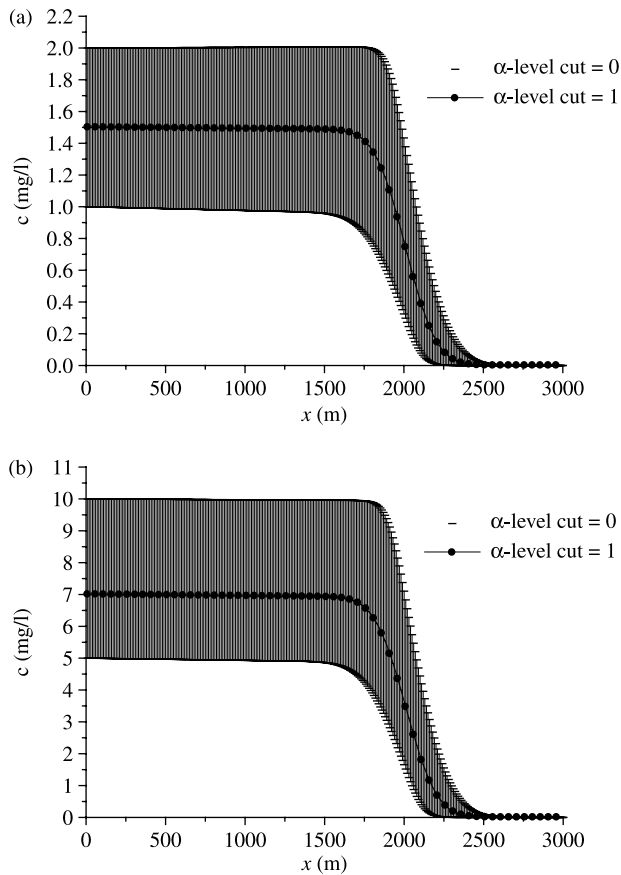 (a)
2.2
2.0
1.8
1.6
1.4
1.2
1.0
0.8
0.6
0.4
0.2
0.0
c (mg/l)
α-level cut = 0
α-level cut = 1
0 500 1000 1500 2000 2500 3000
x (m)
(b)
11
10
9
8
7
6
5
4
3
2
1
0
c (mg/l)
α-level cut = 0
α-level cut = 1
0 500 1000 1500 2000 2500 3000
x (m)